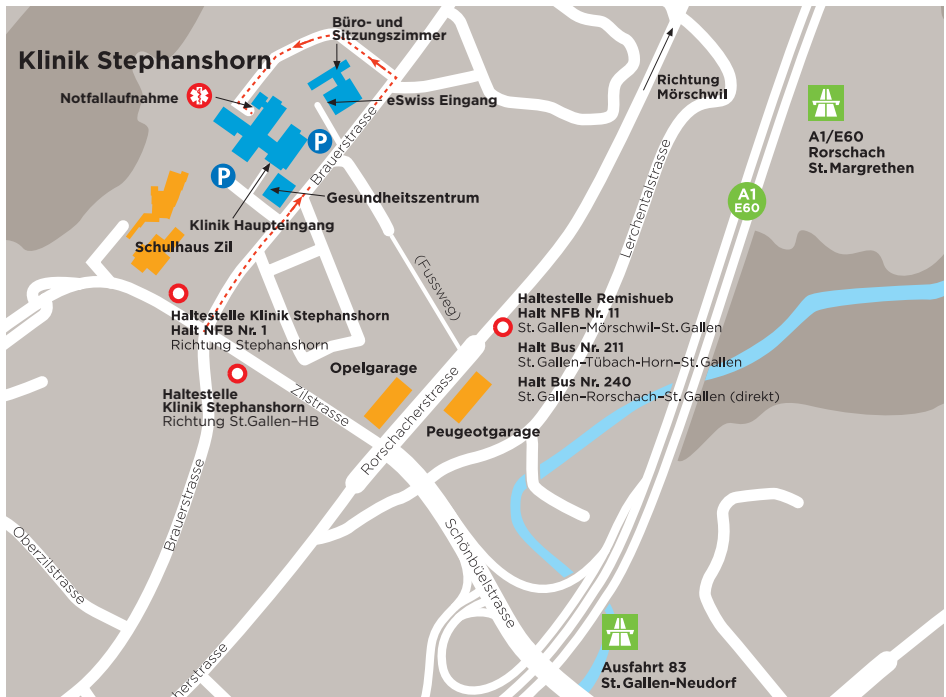 Klinik Stephanshorn
Büro- und
Sitzungszimmer
Notfallaufnahme
eSwiss Eingang
Richtung
Mörschwil
A1/E60
Rorschach
St. Margrethen
P
P
Brauerstrasse
Gesundheitszentrum
Klinik Haupteingang
Schulhaus Zil
A1
E60
Lerchentalstrasse
(Fussweg)
Haltestelle Klinik Stephanshorn
Halt NFB Nr. 1
Richtung Stephanshorn
Haltestelle Remishueb
Halt NFB Nr. 11
St. Gallen–Mörschwil–St. Gallen
Halt Bus Nr. 211
St. Gallen–Tübach–Horn–St. Gallen
Halt Bus Nr. 240
St. Gallen–Rorschach–St. Gallen (direkt)
Opelgarage
Haltestelle
Klinik Stephanshorn
Richtung St.Gallen–HB
Zilstrasse
Rorschacherstrasse
Peugeotgarage
Brauerstrasse
Oberzilstrasse
Schönbüelstrasse
acherstrasse
Ausfahrt 83
St. Gallen-Neudorf